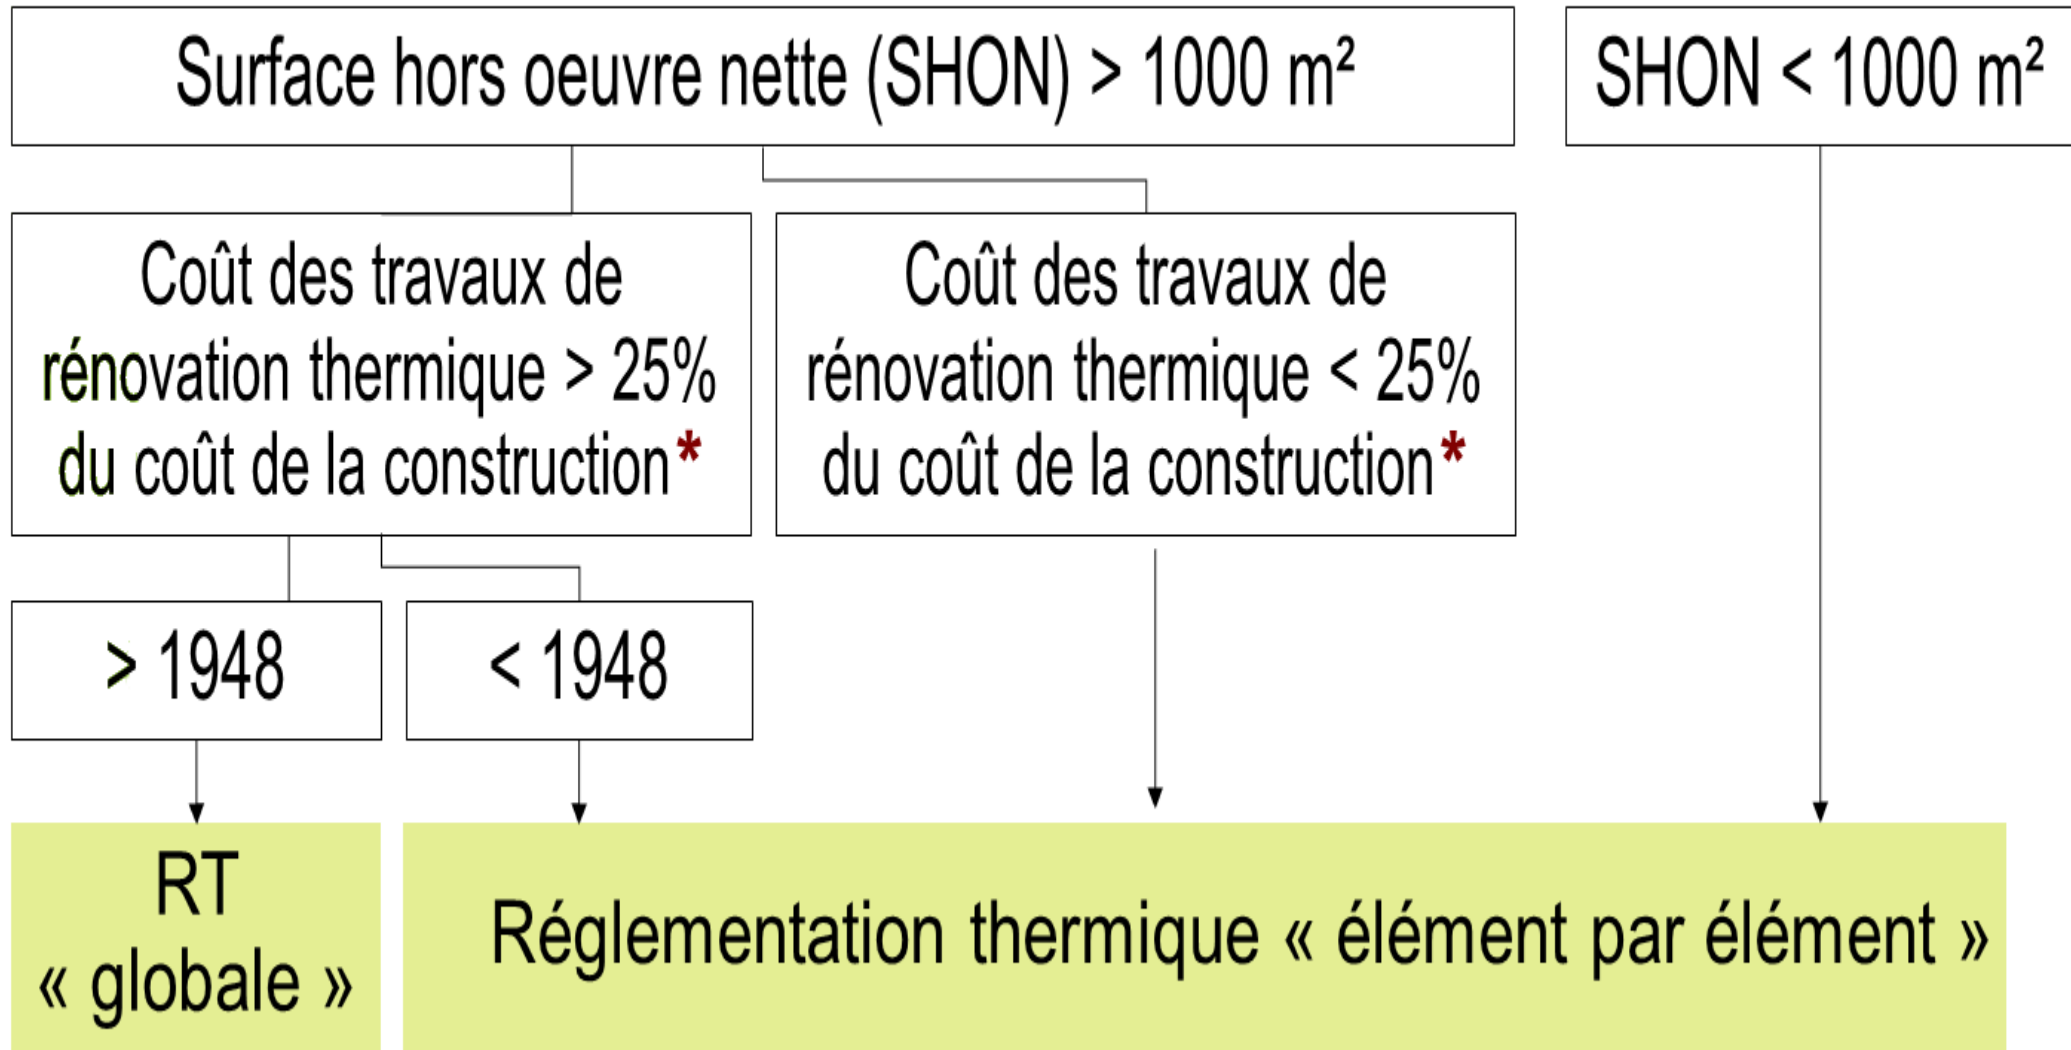 Surface hors oeuvre nette (SHON) > 1000 m²
SHON < 1000 m²
Coût des travaux de
rénovation thermique > 25%
du coût de la construction*
Coût des travaux de
rénovation thermique < 25%
du coût de la construction*
> 1948
< 1948
RT
« globale »
Réglementation thermique « élément par élément »